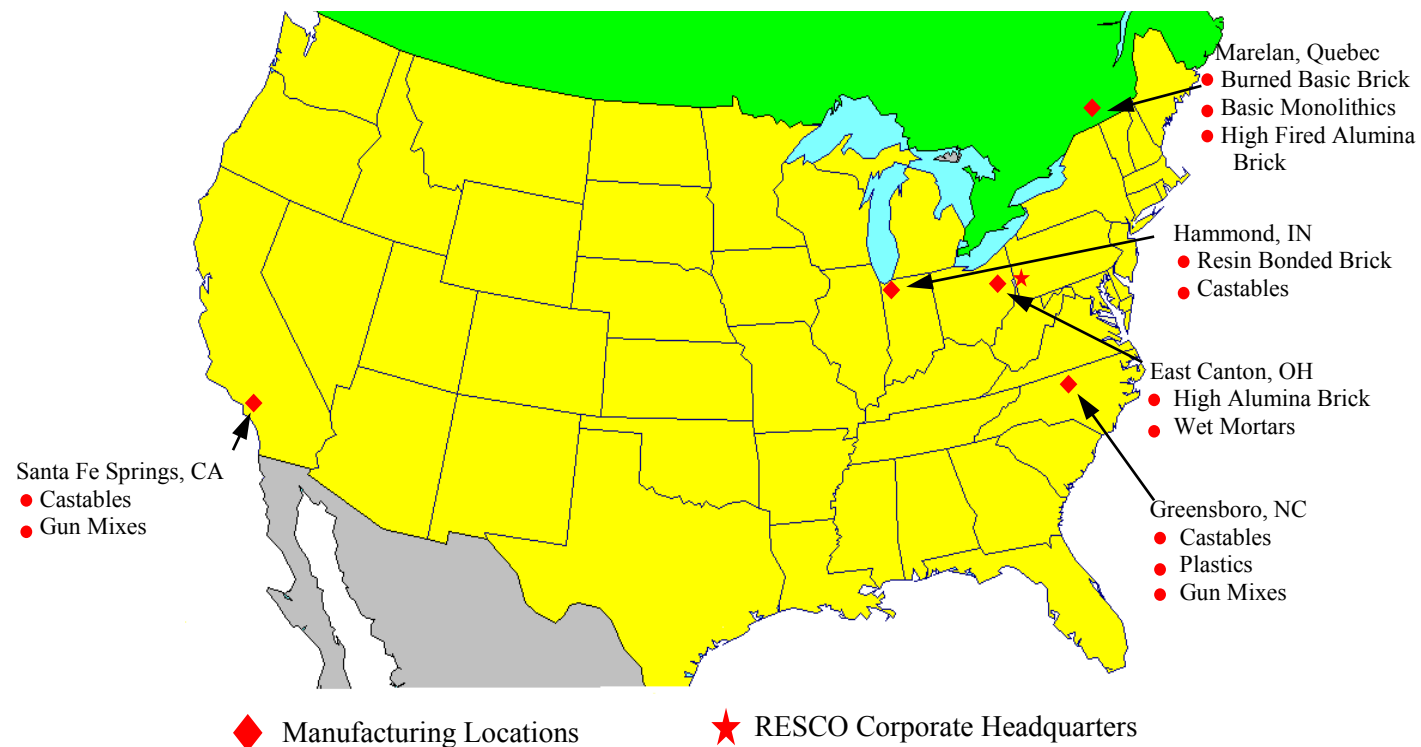 Marelan, Quebec
Burned Basic Brick
Basic Monolithics
High Fired Alumina
Brick
Hammond, IN
Resin Bonded Brick
Castables
East Canton, OH
High Alumina Brick
Wet Mortars
Santa Fe Springs, CA
Castables
Gun Mixes
Greensboro, NC
Castables
Plastics
Gun Mixes
Manufacturing Locations
RESCO Corporate Headquarters